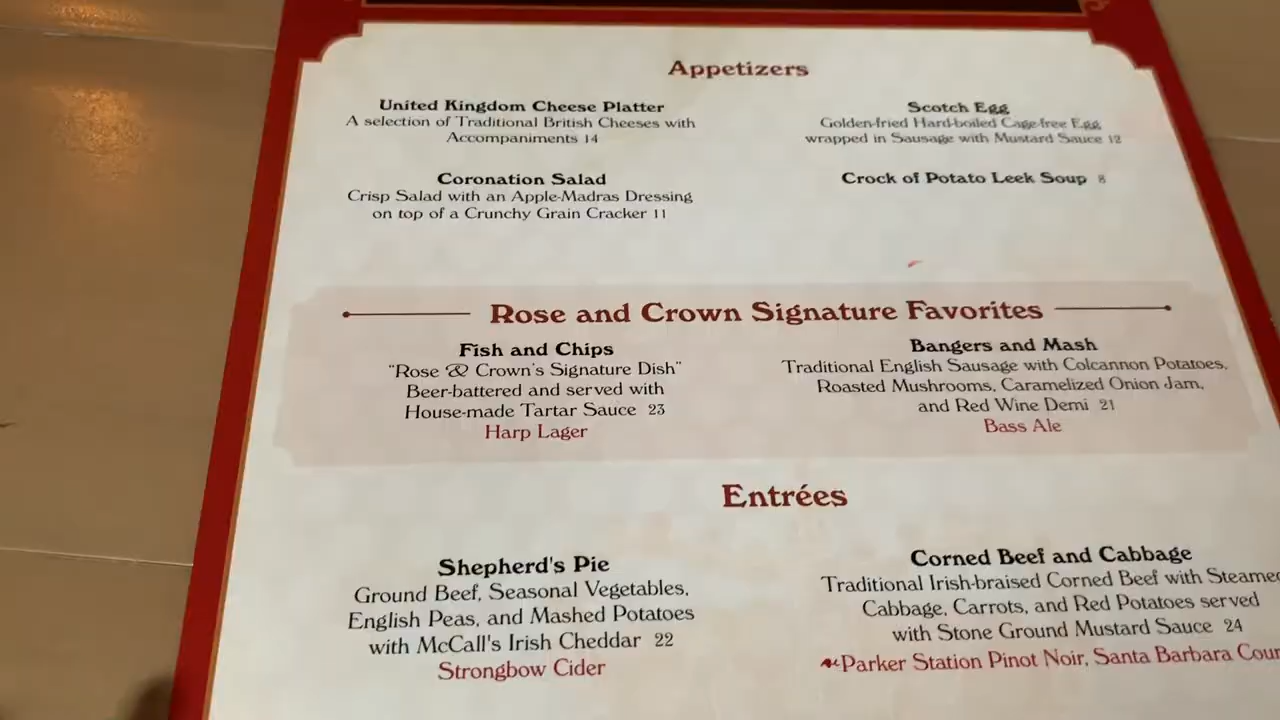 Appetizers
United Kingdom Cheese Platter
A selection of Traditional British Cheeses with
Accompaniments 14
Scotch Egg
Golden-fried Hard-boiled Cage-free Egg
wrapped in Sausage with Mustard Sauce 12
Coronation Salad
Crisp Salad with an Apple-Madras Dressing
on top of a Crunchy Grain Cracker 11
Crock of Potato Leek Soup 8
Rose and Crown Signature Favorites
Fish and Chips
"Rose & Crown's Signature Dish"
Beer-battered and served with
House-made Tartar Sauce 23
Harp Lager
Bangers and Mash
Traditional English Sausage with Colcannon Potatoes,
Roasted Mushrooms, Caramelized Onion Jam,
and Red Wine Demi 21
Bass Ale
Entrées
Shepherd's Pie
Ground Beef, Seasonal Vegetables,
English Peas, and Mashed Potatoes
with McCall's Irish Cheddar 22
Strongbow Cider
Corned Beef and Cabbage
Traditional Irish-braised Corned Beef with Steamed
Cabbage, Carrots, and Red Potatoes served
with Stone Ground Mustard Sauce 24
Parker Station Pinot Noir, Santa Barbara Coun